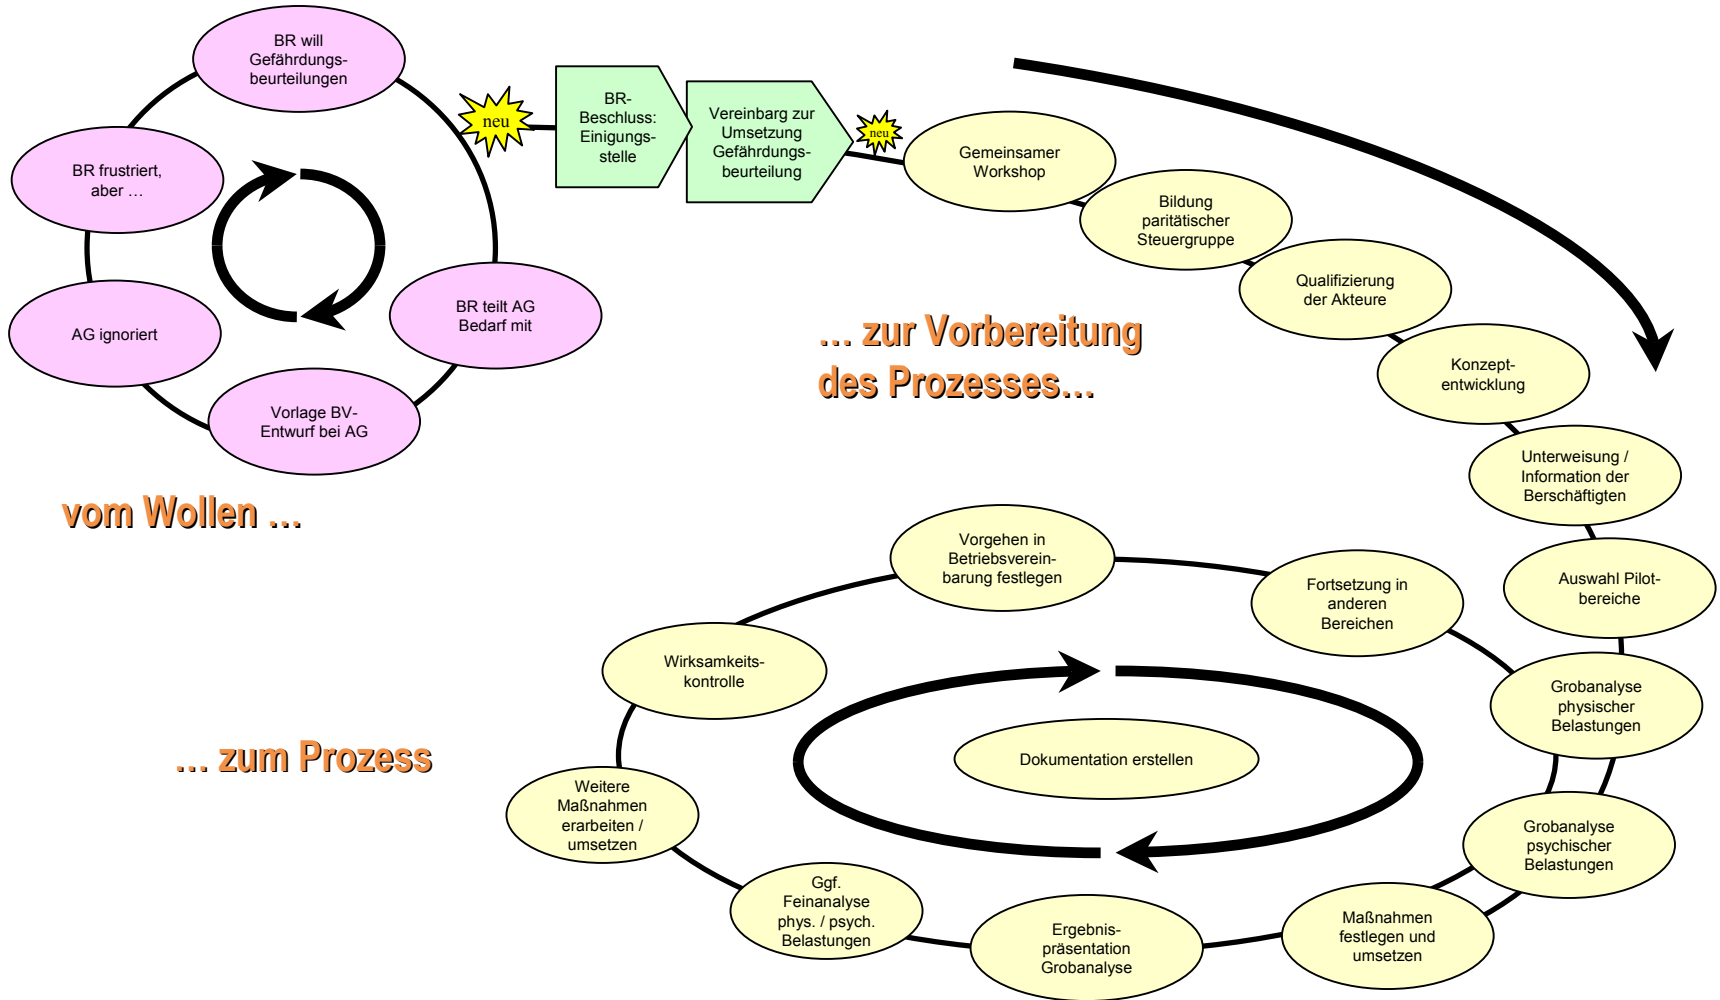 BR will
Gefährdungs-
beurteilungen
BR frustriert,
aber …
AG ignoriert
Vorlage BV-
Entwurf bei AG
BR teilt AG
Bedarf mit
vom Wollen …
neu
BR-
Beschluss:
Einigungs-
stelle
Vereinbarg zur
Umsetzung
Gefährdungs-
beurteilung
neu
Gemeinsamer
Workshop
Bildung
paritätischer
Steuergruppe
Qualifizierung
der Akteure
Konzept-
entwicklung
Unterweisung /
Information der
Berschäftigten
Auswahl Pilot-
bereiche
… zur Vorbereitung
des Prozesses…
Grobanalyse
physischer
Belastungen
Grobanalyse
psychischer
Belastungen
Maßnahmen
festlegen und
umsetzen
Ergebnis-
präsentation
Grobanalyse
Ggf.
Feinanalyse
phys. / psych.
Belastungen
Weitere
Maßnahmen
erarbeiten /
umsetzen
Wirksamkeits-
kontrolle
Vorgehen in
Betriebsverein-
barung festlegen
Fortsetzung in
anderen
Bereichen
Dokumentation erstellen
… zum Prozess